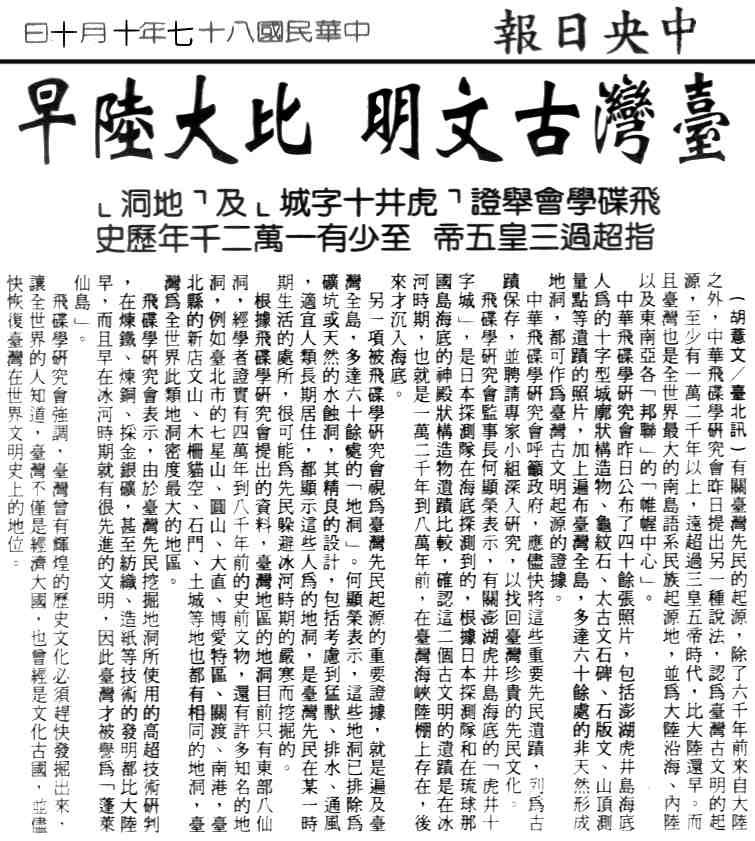 中央日報
中華民國八十七年十月十日
臺灣古文明 比大陸早
飛碟學會舉證「虎井十字城」及「地洞」
指超過三皇五帝 至少有一萬二千年歷史
（胡薏文／臺北訊）有關臺灣先民的起源，除了六千年前來自大陸
之外，中華飛碟學硏究會昨日提出另一種說法，認爲臺灣古文明的起
源，至少有一萬二千年以上，遠超過三皇五帝時代，比大陸還早。而
且臺灣也是全世界最大的南島語系民族起源地，並爲大陸沿海、內陸
以及東南亞各「邦聯」的「帷幄中心」。
中華飛碟學硏究會昨日公布了四十餘張照片，包括澎湖虎井島海底
人爲的十字型城廓狀構造物、龜紋石、太古文石碑、石版文、山頂測
量點等遺蹟的照片，加上遍布臺灣全島，多達六十餘處的非天然形成
地洞，都可作爲臺灣古文明起源的證據。
中華飛碟學硏究會呼籲政府，應儘快將這些重要先民遺蹟，列爲古
蹟保存，並聘請專家小組深入硏究，以找回臺灣珍貴的先民文化。
飛碟學硏究會監事長何顯榮表示，有關澎湖虎井島海底的「虎井十
字城」，是日本探測隊在海底探測到的，根據日本探測隊和在琉球那
國島海底的神殿狀構造物遺蹟比較，確認這二個古文明的遺蹟是在冰
河時期，也就是一萬二千年到八萬年前，在臺灣海峽陸棚上存在，後
來才沉入海底。
另一項被飛碟學硏究會視爲臺灣先民起源的重要證據，就是遍及臺
灣全島，多達六十餘處的「地洞」。何顯榮表示，這些地洞已排除爲
礦坑或天然的水蝕洞，其精良的設計，包括考慮到猛獸、排水、通風
，適宜人類長期居住，都顯示這些人爲的地洞，是臺灣先民在某一時
期生活的處所，很可能爲先民躲避冰河時期的嚴寒而挖掘的。
根據飛碟學硏究會提出的資料，臺灣地區的地洞目前只有東部八仙
洞，經學者證實有四萬年到八千年前的史前文物，還有許多知名的地
洞，例如臺北市的七星山、圓山、大直、博愛特區、關渡、南港，臺
北縣的新店文山、木柵貓空、石門、土城等地也都有相同的地洞，臺
灣爲全世界此類地洞密度最大的地區。
飛碟學硏究會表示，由於臺灣先民挖掘地洞所使用的高超技術硏判
，在煉鐵、煉銅、採金銀礦，甚至紡織、造紙等技術的發明都比大陸
早，而且早在冰河時期就有很先進的文明，因此臺灣才被譽爲「蓬萊
仙島」。
飛碟學硏究會強調，臺灣曾有輝煌的歷史文化必須趕快發掘出來，
讓全世界的人知道，臺灣不僅是經濟大國，也曾經是文化古國，並儘
快恢復臺灣在世界文明史上的地位。